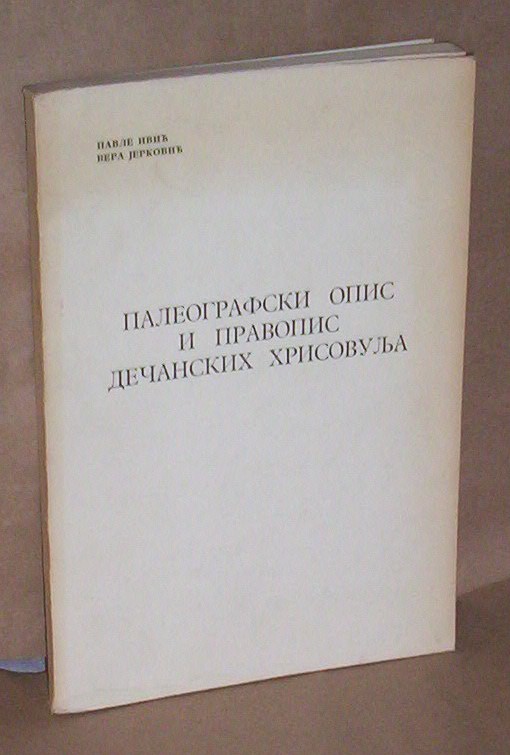 ПАВЛЕ ИВИЋ
ВЕРА ЈЕРКОВИЋ
ПАЛЕОГРАФСКИ ОПИС
И ПРАВОПИС
ДЕЧАНСКИХ ХРИСОВУЉА